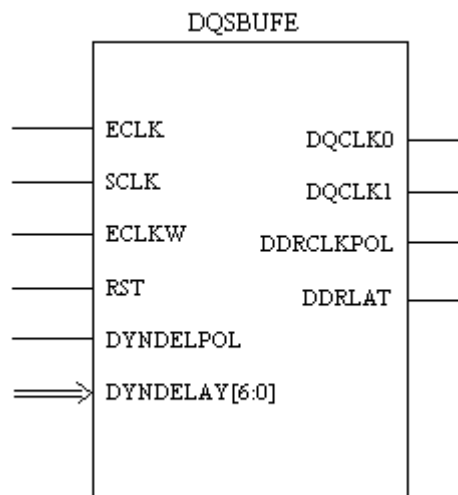 DQSBUFE
ECLK
SCLK
ECLKW
RST
DYNDELPOL
DYNDELAY[6:0]
DQCLK0
DQCLK1
DDRCLKPOL
DDRLAT